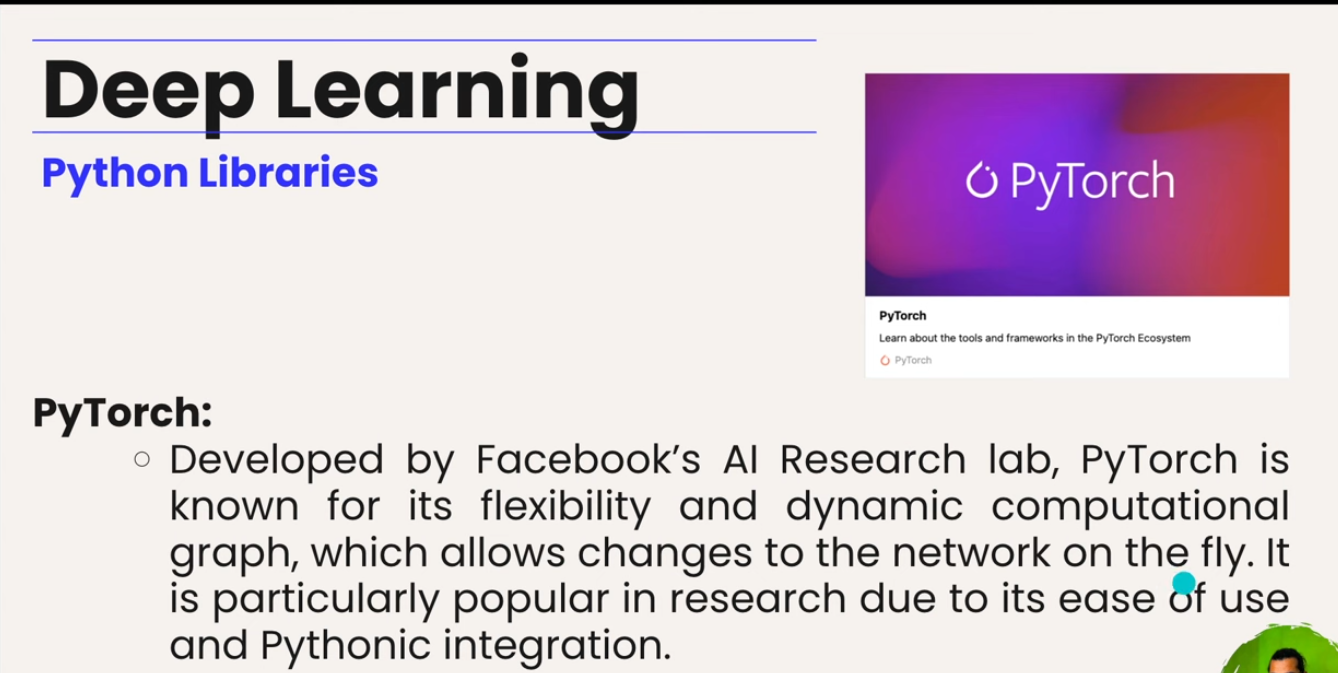 Deep Learning
Python Libraries
PyTorch
PyTorch
Learn about the tools and frameworks in the PyTorch Ecosystem
PyTorch
PyTorch:
Developed by Facebook’s AI Research lab, PyTorch is
known for its flexibility and dynamic computational
graph, which allows changes to the network on the fly. It
is particularly popular in research due to its ease of use
and Pythonic integration.